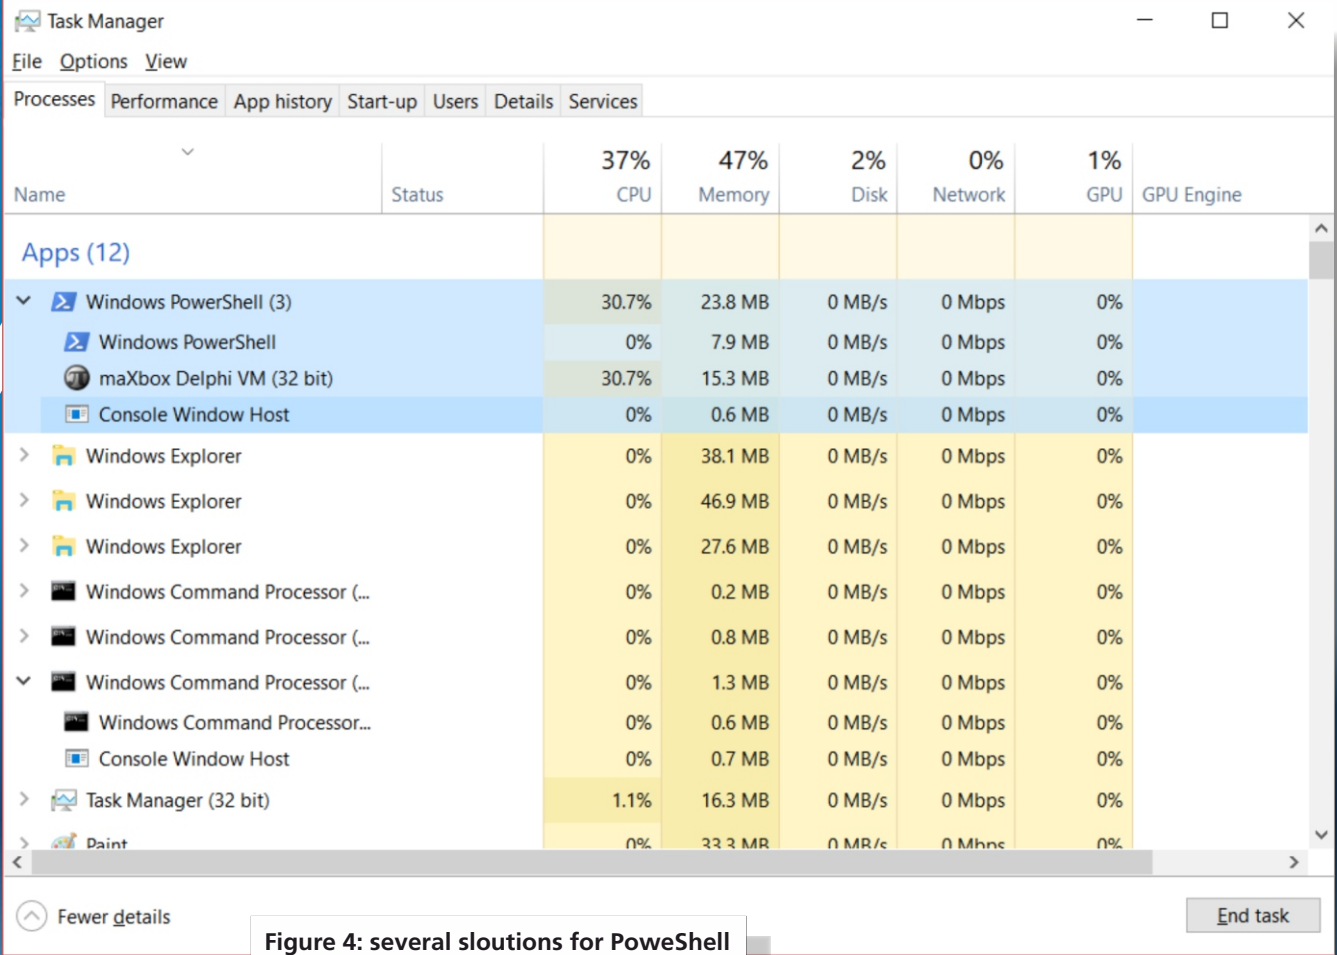 Task Manager
File Options View
Processes Performance App history Start-up Users Details Services
37% 47% 2% 0% 1%
Name Status CPU Memory Disk Network GPU GPU Engine
Apps (12)
Windows PowerShell (3) 30.7% 23.8 MB 0 MB/s 0 Mbps 0%
Windows PowerShell 0% 7.9 MB 0 MB/s 0 Mbps 0%
maXbox Delphi VM (32 bit) 30.7% 15.3 MB 0 MB/s 0 Mbps 0%
Console Window Host 0% 0.6 MB 0 MB/s 0 Mbps 0%
Windows Explorer 0% 38.1 MB 0 MB/s 0 Mbps 0%
Windows Explorer 0% 46.9 MB 0 MB/s 0 Mbps 0%
Windows Explorer 0% 27.6 MB 0 MB/s 0 Mbps 0%
Windows Command Processor (... 0% 0.2 MB 0 MB/s 0 Mbps 0%
Windows Command Processor (... 0% 0.8 MB 0 MB/s 0 Mbps 0%
Windows Command Processor (... 0% 1.3 MB 0 MB/s 0 Mbps 0%
Windows Command Processor... 0% 0.6 MB 0 MB/s 0 Mbps 0%
Console Window Host 0% 0.7 MB 0 MB/s 0 Mbps 0%
Task Manager (32 bit) 1.1% 16.3 MB 0 MB/s 0 Mbps 0%
Paint 0% 33.3 MB 0 MB/s 0 Mbps 0%
Fewer details End task
Figure 4: several sloutions for PoweShell